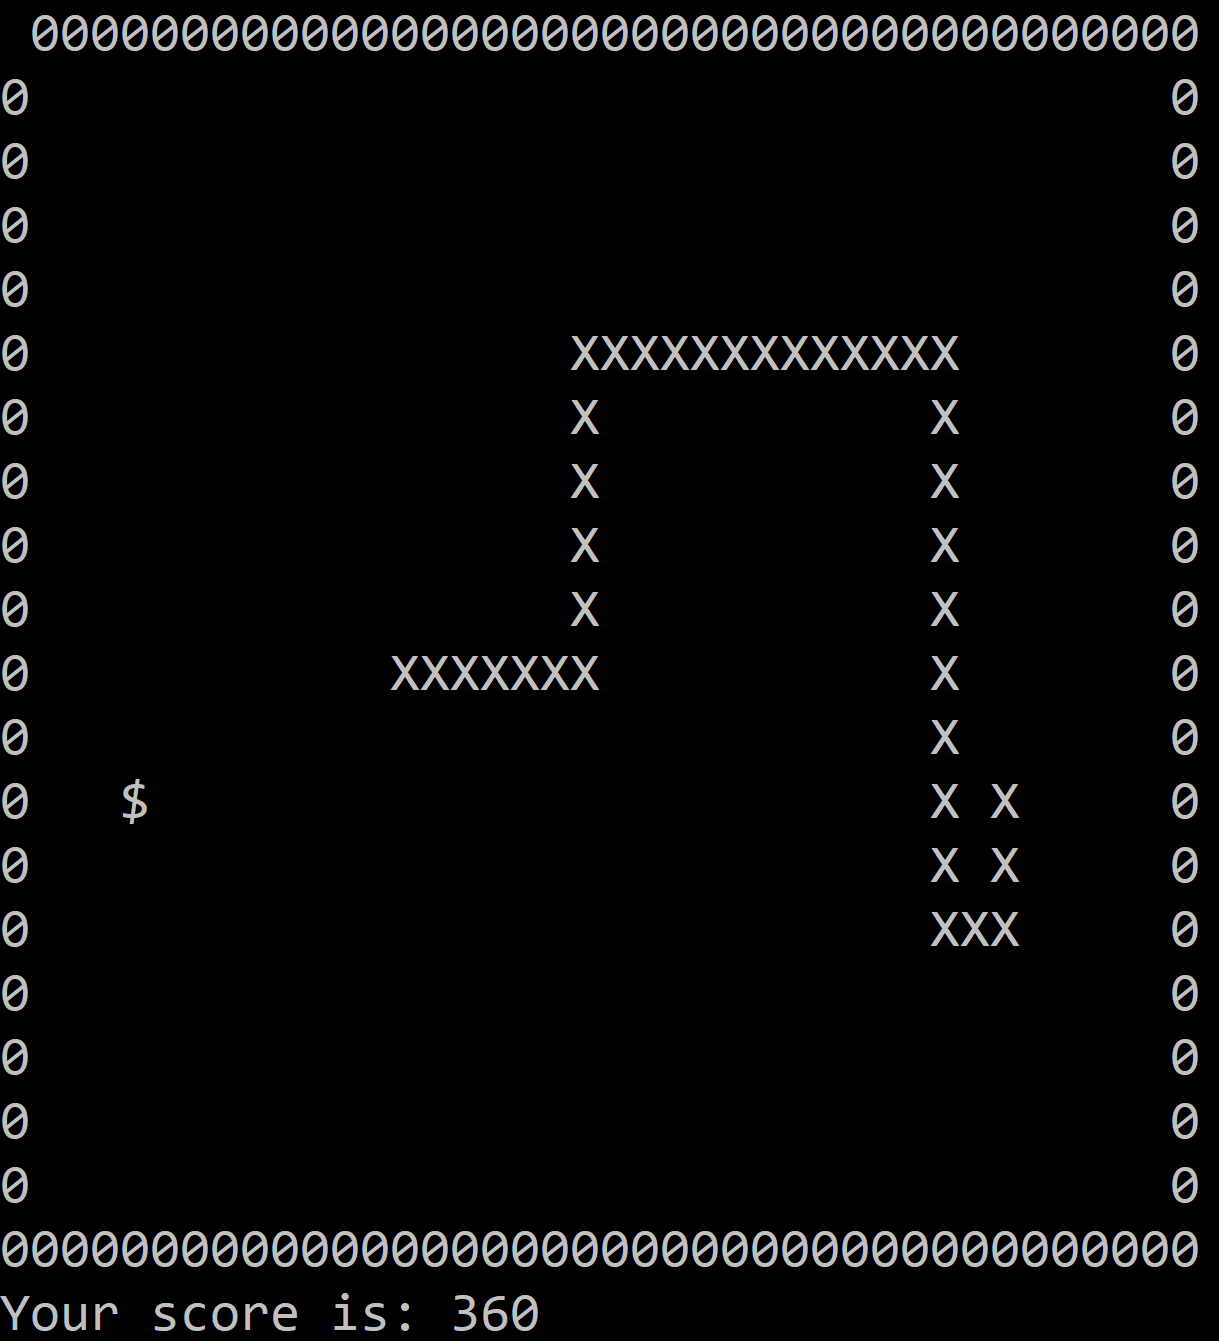 000000000000000000000000000000000000000
0                                      0
0                                      0
0                                      0
0                                      0
0                  XXXXXXXXXXXXX       0
0                  X           X       0
0                  X           X       0
0                  X           X       0
0                  X           X       0
0            XXXXXXX           X       0
0                              X       0
0   $                          X X     0
0                              X X     0
0                              XXX     0
0                                      0
0                                      0
0                                      0
0                                      0
0000000000000000000000000000000000000000
Your score is: 360